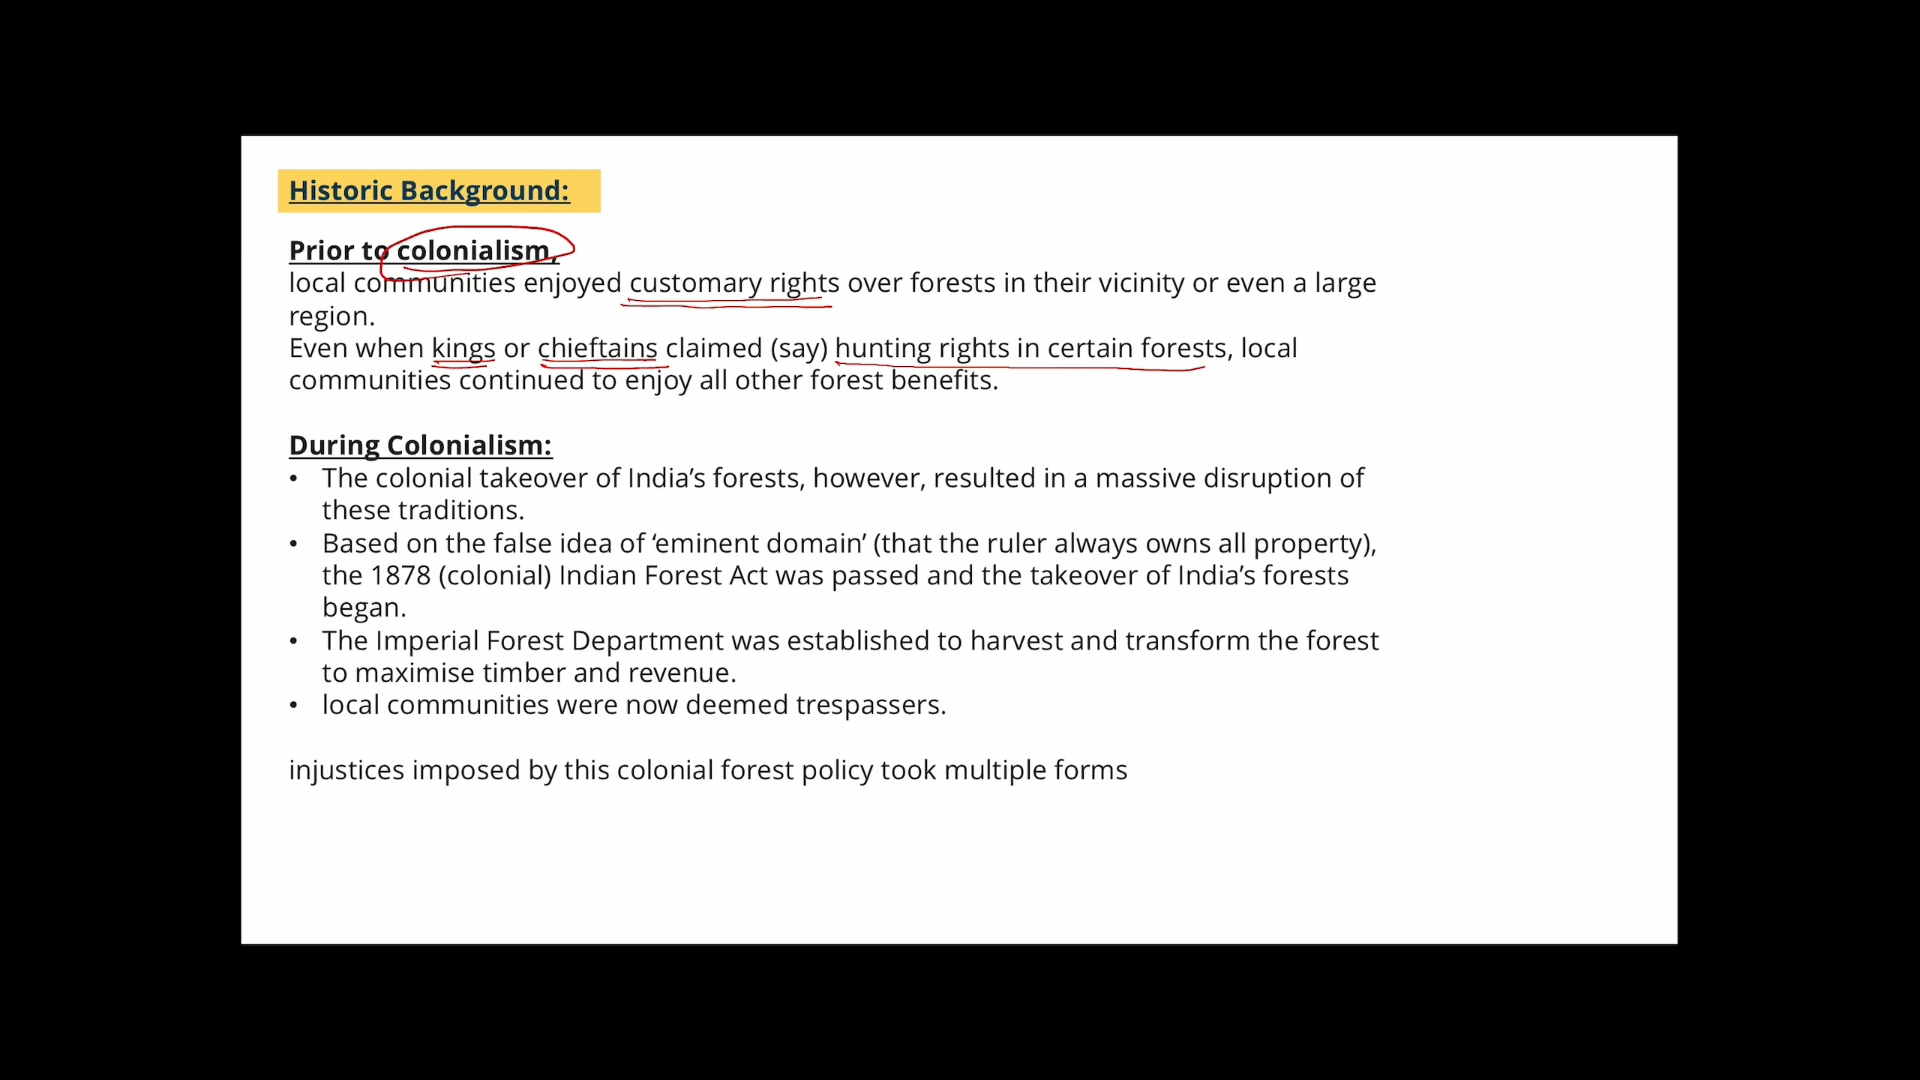 Historic Background:
Prior to colonialism,
local communities enjoyed customary rights over forests in their vicinity or even a large
region.
Even when kings or chieftains claimed (say) hunting rights in certain forests, local
communities continued to enjoy all other forest benefits.
During Colonialism:
• The colonial takeover of India’s forests, however, resulted in a massive disruption of
these traditions.
• Based on the false idea of ‘eminent domain’ (that the ruler always owns all property),
the 1878 (colonial) Indian Forest Act was passed and the takeover of India’s forests
began.
• The Imperial Forest Department was established to harvest and transform the forest
to maximise timber and revenue.
• local communities were now deemed trespassers.
injustices imposed by this colonial forest policy took multiple forms